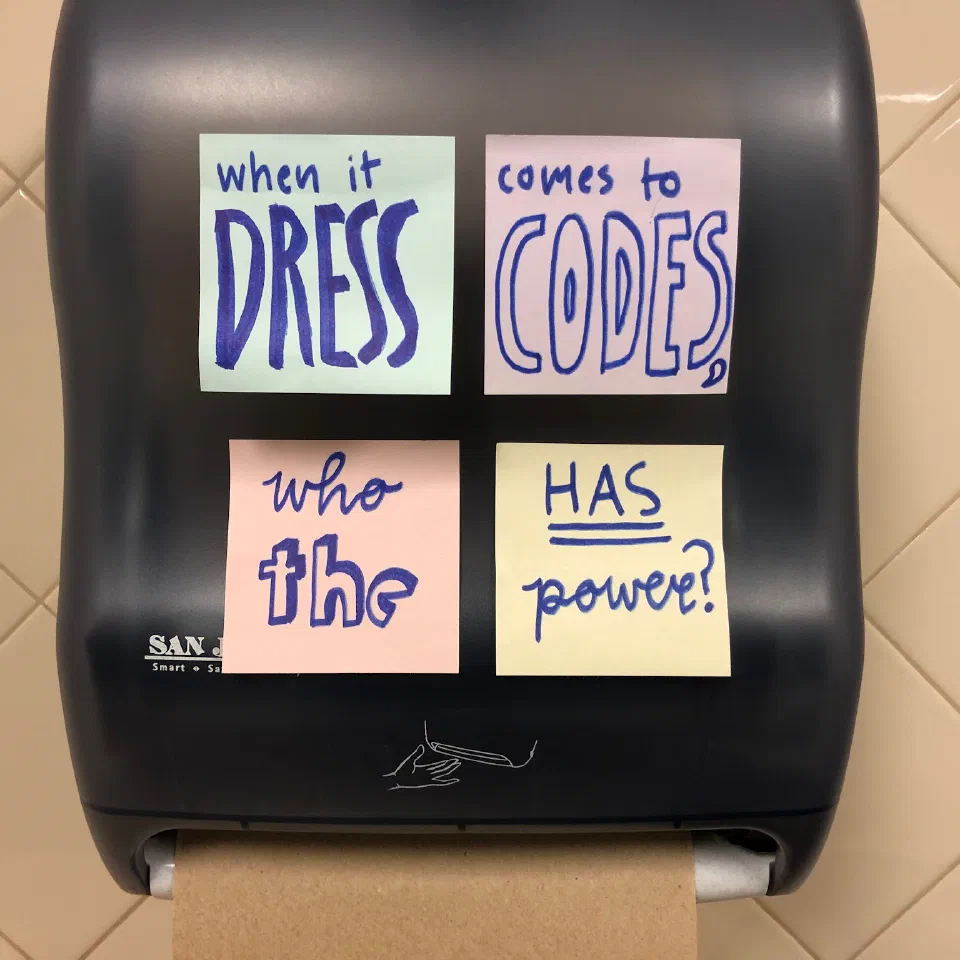 when it
DRESS
comes to
CODES,
who
the
HAS
power?
SAN
Smart